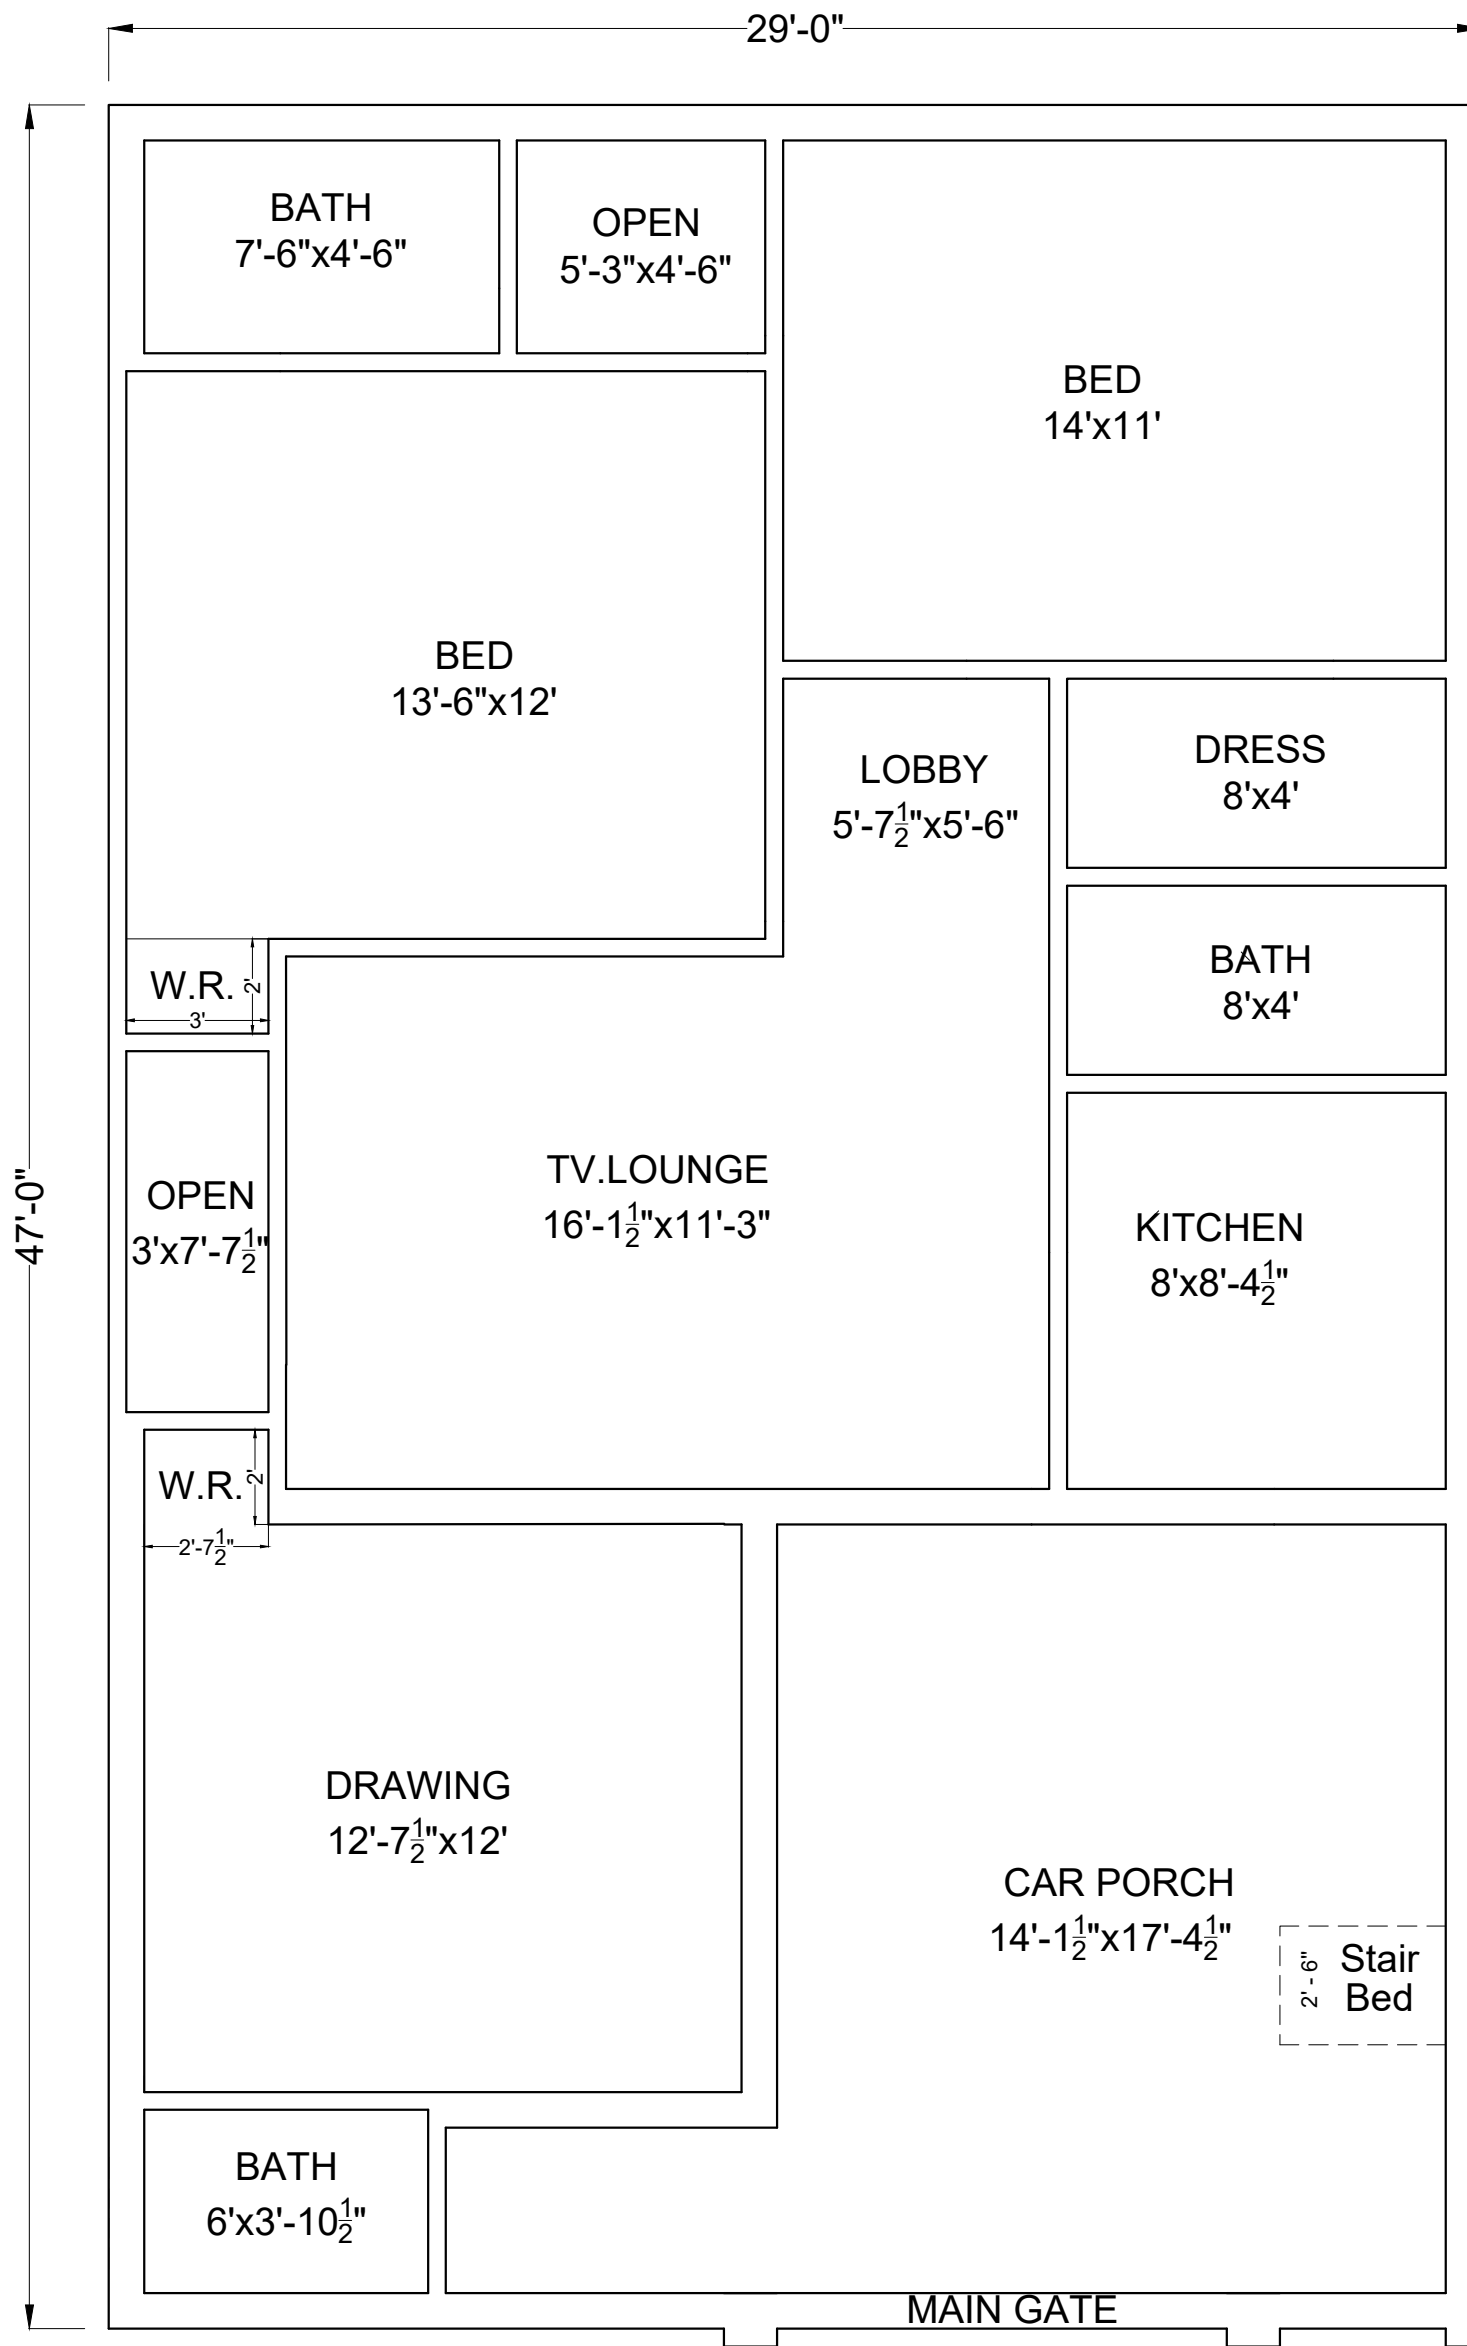 29'-0"
BATH
7'-6"x4'-6"
OPEN
5'-3"x4'-6"
BED
14'x11'
BED
13'-6"x12'
LOBBY
5'-7½"x5'-6"
DRESS
8'x4'
BATH
8'x4'
W.R.
2'
3'
47'-0"
OPEN
3'x7'-7½"
TV.LOUNGE
16'-1½"x11'-3"
KITCHEN
8'x8'-4½"
W.R.
2'
2'-7½"
DRAWING
12'-7½"x12'
CAR PORCH
14'-1½"x17'-4½"
2' - 6"
Stair
Bed
BATH
6'x3'-10½"
MAIN GATE